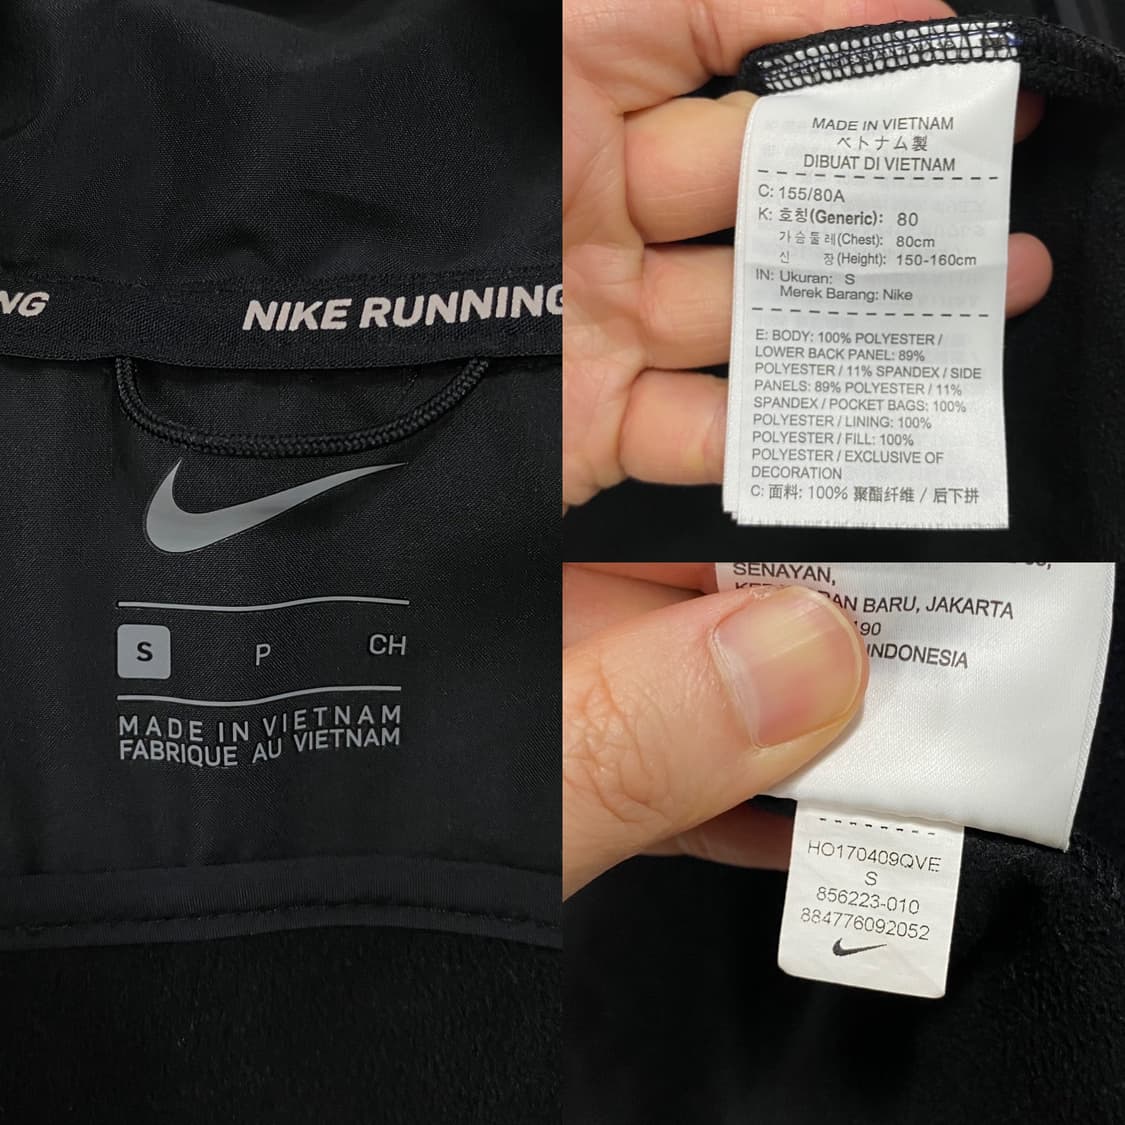 NG
NIKE RUNNING
S P CH
MADE IN VIETNAM
FABRIQUE AU VIETNAM
MADE IN VIETNAM
ベトナム製
DIBUAT DI VIETNAM
C: 155/80A
K: 호칭(Generic): 80
가슴둘레(Chest): 80cm
신 장(Height): 150-160cm
IN: Ukuran: S
Merek Barang: Nike
E: BODY: 100% POLYESTER /
LOWER BACK PANEL: 89%
POLYESTER / 11% SPANDEX / SIDE
PANELS: 89% POLYESTER / 11%
SPANDEX / POCKET BAGS: 100%
POLYESTER / LINING: 100%
POLYESTER / FILL: 100%
POLYESTER / EXCLUSIVE OF
DECORATION
C: 面料: 100% 聚酯纤维 / 后下拼
SENAYAN,
BARU, JAKARTA
190
INDONESIA
HO170409QVE
S
856223-010
884776092052